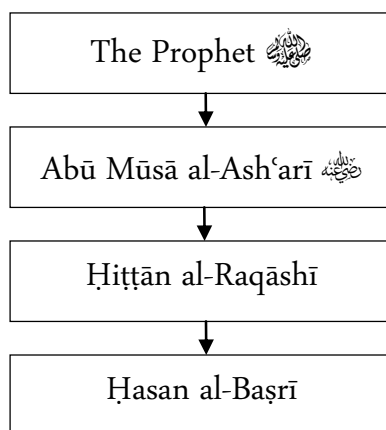 The Prophet ﷺ
Abū Mūsā al-Ashʿarī رضي الله عنه
Ḥiṭṭān al-Raqāshī
Ḥasan al-Baṣrī